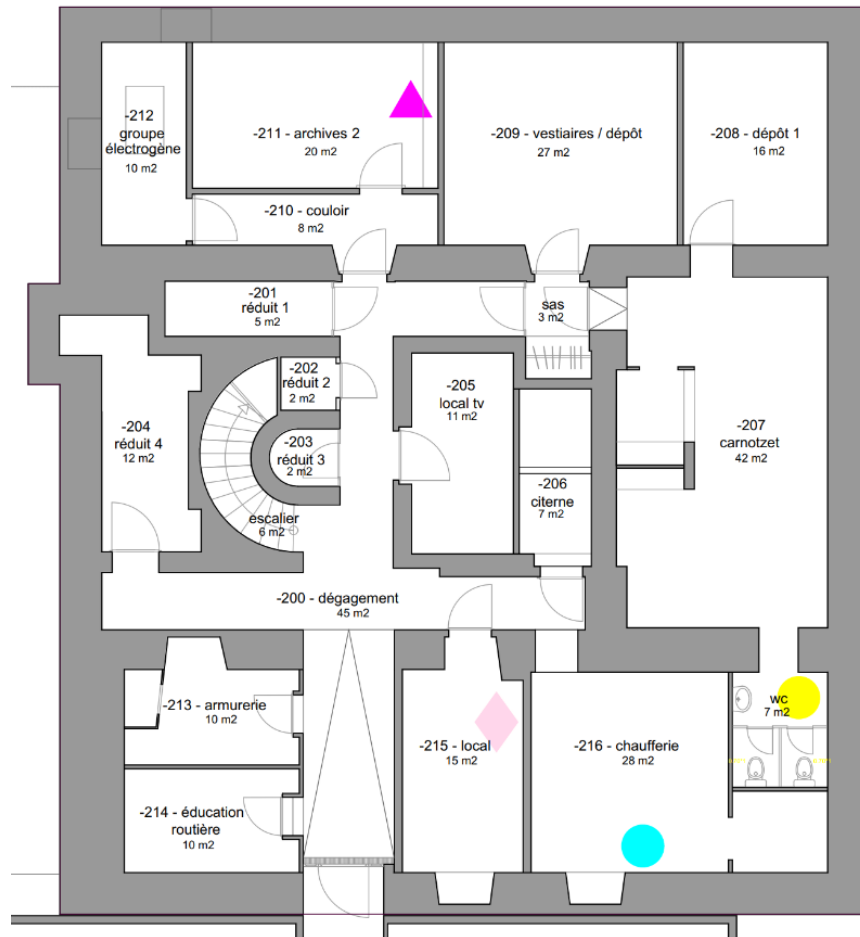 -212
groupe
électrogène
10 m2
-211 - archives 2
20 m2
-209 - vestiaires / dépôt
27 m2
-208 - dépôt 1
16 m2
-210 - couloir
8 m2
-201
réduit 1
5 m2
sas
3 m2
-202
réduit 2
2 m2
-203
réduit 3
2 m2
-204
réduit 4
12 m2
-205
local tv
11 m2
-207
carnotzet
42 m2
-206
citerne
7 m2
escalier
6 m2
-200 - dégagement
45 m2
-213 - armurerie
10 m2
-215 - local
15 m2
-216 - chaufferie
28 m2
wc
7 m2
-214 - éducation
routière
10 m2